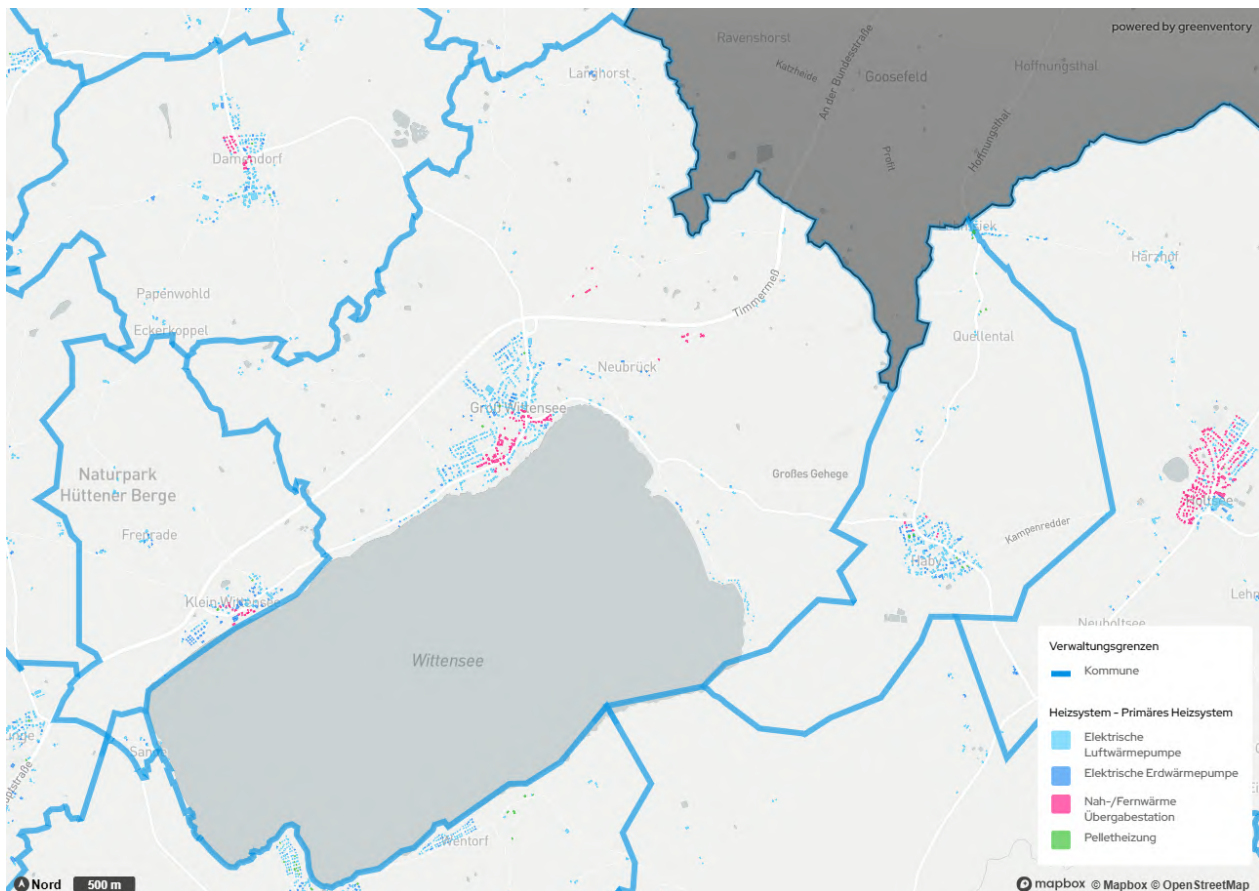 powered by greenventory
Ravenshorst
An der Bundesstraße
Katzheide
Goosefeld
Hoffnungsthal
Langhorst
Profit
Hoffnungsthal
Damendorf
Harzhof
Papenwohld
Eckerkoppel
Timmermeß
Quellental
Neubrück
Groß Wittensee
Naturpark
Hüttener Berge
Großes Gehege
Holtsee
Kampenredder
Freirade
Haby
Klein Wittensee
Neuholtsee
Wittensee
Wentorf
Verwaltungsgrenzen
Kommune
Heizsystem - Primäres Heizsystem
Elektrische
Luftwärmepumpe
Elektrische Erdwärmepumpe
Nah-/Fernwärme
Übergabestation
Pelletheizung
Nord
500 m
mapbox © Mapbox © OpenStreetMap